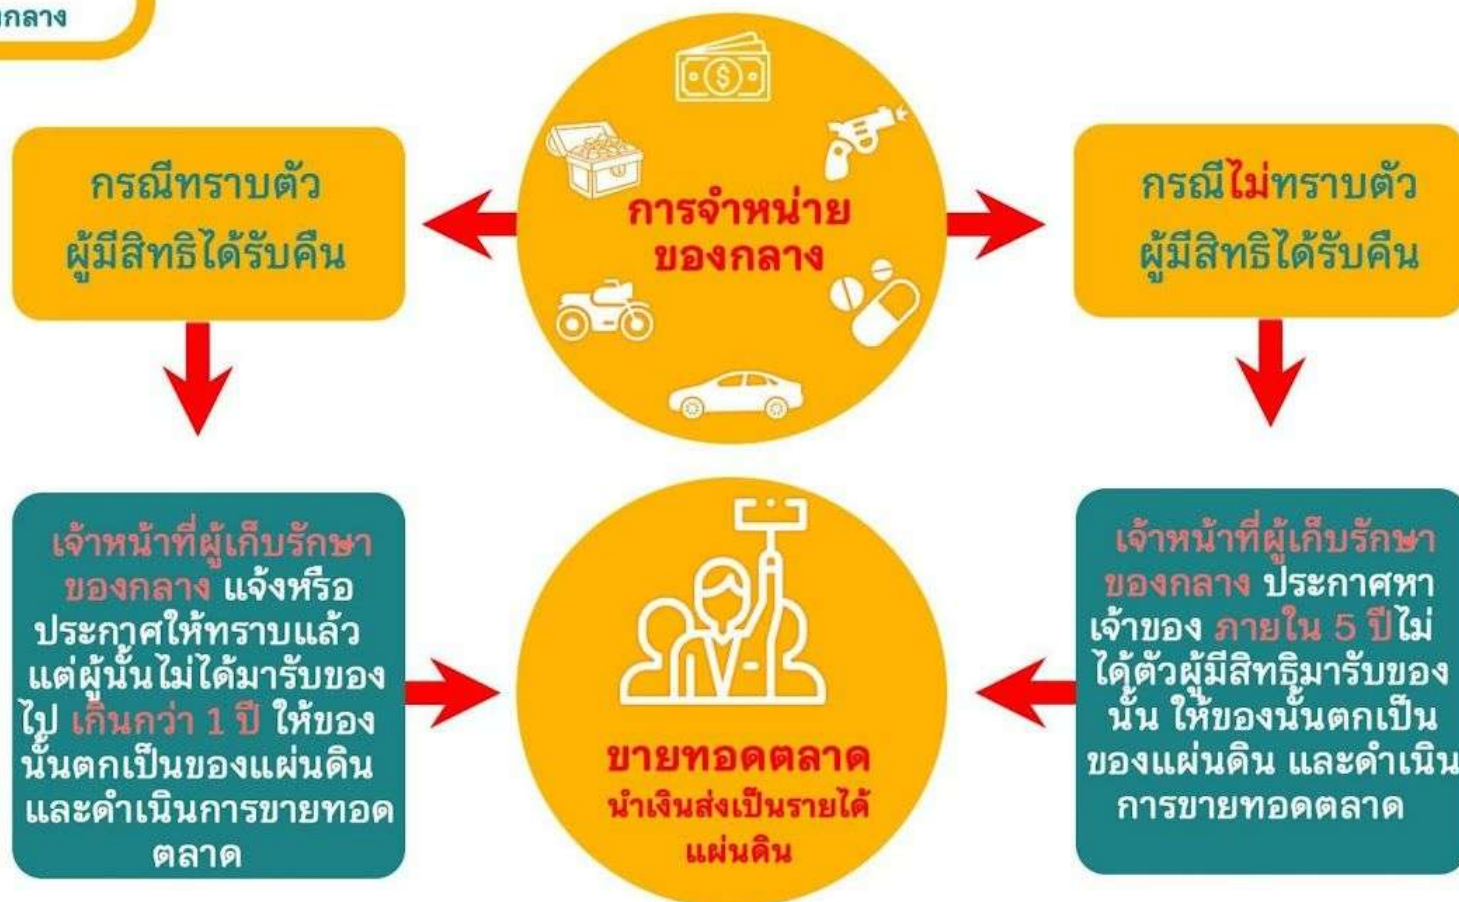 การจำหน่าย
ของกลาง
กรณีทราบตัว
ผู้มีสิทธิได้รับคืน
กรณีไม่ทราบตัว
ผู้มีสิทธิได้รับคืน
เจ้าหน้าที่ผู้เก็บรักษา
ของกลาง แจ้งหรือ
ประกาศให้ทราบแล้ว
แต่ผู้นั้นไม่ได้มารับของ
ไป เกินกว่า 1 ปี ให้ของ
นั้นตกเป็นของแผ่นดิน
และดำเนินการขายทอด
ตลาด
เจ้าหน้าที่ผู้เก็บรักษา
ของกลาง ประกาศหา
เจ้าของ ภายใน 5 ปีไม่
ได้ตัวผู้มีสิทธิมารับของ
นั้น ให้ของนั้นตกเป็น
ของแผ่นดิน และดำเนิน
การขายทอดตลาด
ขายทอดตลาด
นำเงินส่งเป็นรายได้
แผ่นดิน